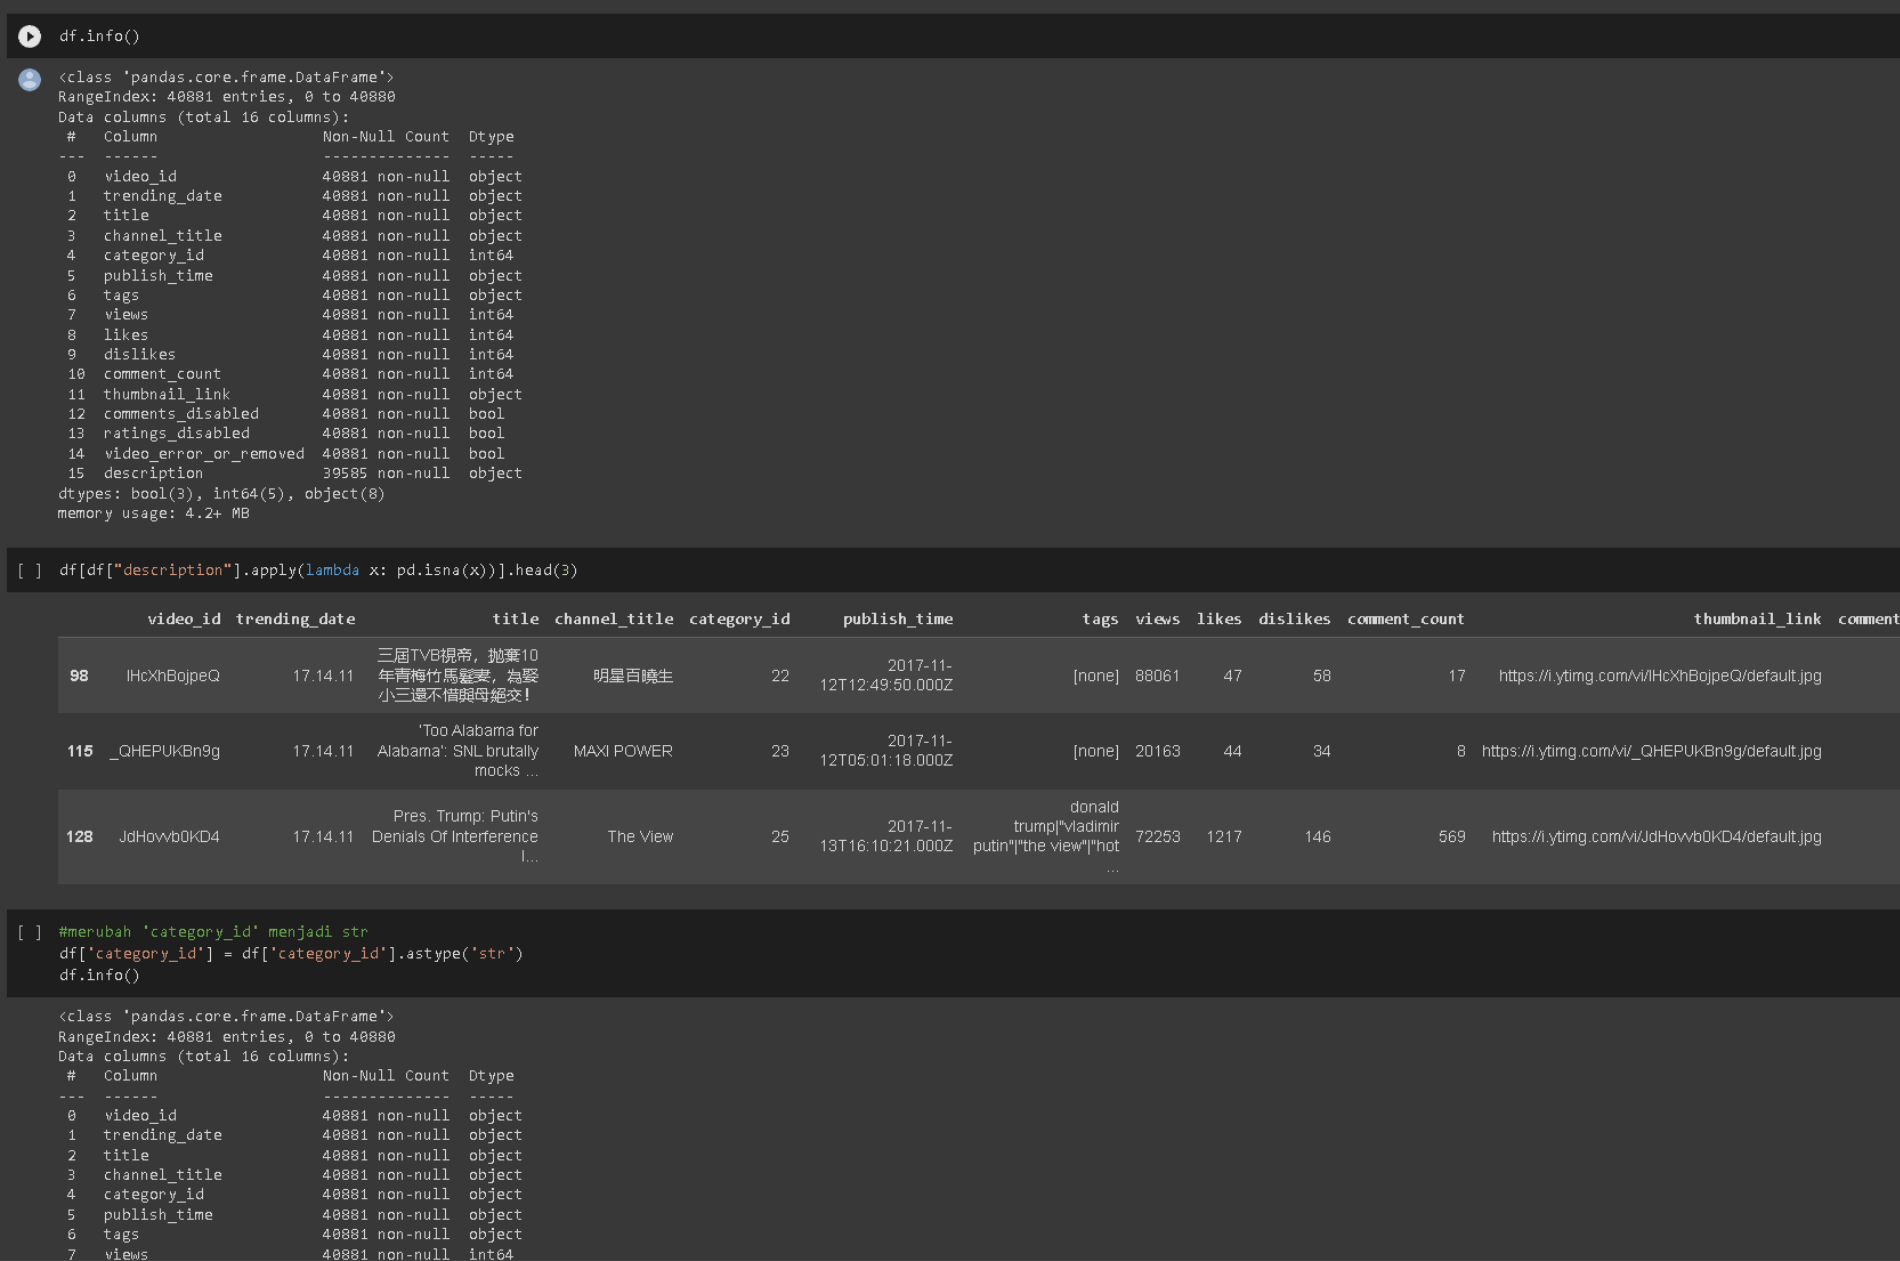 df.info()
<class 'pandas.core.frame.DataFrame'>
RangeIndex: 40881 entries, 0 to 40880
Data columns (total 16 columns):
#   Column                 Non-Null Count  Dtype
---  ------                 --------------  -----
0   video_id               40881 non-null  object
1   trending_date          40881 non-null  object
2   title                  40881 non-null  object
3   channel_title          40881 non-null  object
4   category_id            40881 non-null  int64
5   publish_time           40881 non-null  object
6   tags                   40881 non-null  object
7   views                  40881 non-null  int64
8   likes                  40881 non-null  int64
9   dislikes               40881 non-null  int64
10  comment_count          40881 non-null  int64
11  thumbnail_link         40881 non-null  object
12  comments_disabled      40881 non-null  bool
13  ratings_disabled       40881 non-null  bool
14  video_error_or_removed 40881 non-null  bool
15  description            39585 non-null  object
dtypes: bool(3), int64(5), object(8)
memory usage: 4.2+ MB
[ ] df[df["description"].apply(lambda x: pd.isna(x))].head(3)
video_id trending_date title channel_title category_id publish_time tags views likes dislikes comment_count thumbnail_link comment
三屆TVB視帝，拋棄10
年青梅竹馬髮妻，為娶
小三還不惜與母絕交！
98 lHcXhBojpeQ 17.14.11 明星百曉生 22 2017-11-
12T12:49:50.000Z [none] 88061 47 58 17 https://i.ytimg.com/vi/lHcXhBojpeQ/default.jpg
'Too Alabama for
Alabama': SNL brutally
mocks ...
115 _QHEPUKBn9g 17.14.11 MAXI POWER 23 2017-11-
12T05:01:18.000Z [none] 20163 44 34 8 https://i.ytimg.com/vi/_QHEPUKBn9g/default.jpg
Pres. Trump: Putin's
Denials Of Interference
I...
128 JdHovvb0KD4 17.14.11 The View 25 2017-11-
13T16:10:21.000Z
donald
trump|"vladimir
putin"|"the view"|"hot
...
72253 1217 146 569 https://i.ytimg.com/vi/JdHovvb0KD4/default.jpg
[ ] #merubah 'category_id' menjadi str
df['category_id'] = df['category_id'].astype('str')
df.info()
<class 'pandas.core.frame.DataFrame'>
RangeIndex: 40881 entries, 0 to 40880
Data columns (total 16 columns):
#   Column                 Non-Null Count  Dtype
---  ------                 --------------  -----
0   video_id               40881 non-null  object
1   trending_date          40881 non-null  object
2   title                  40881 non-null  object
3   channel_title          40881 non-null  object
4   category_id            40881 non-null  object
5   publish_time           40881 non-null  object
6   tags                   40881 non-null  object
7   views                  40881 non-null  int64